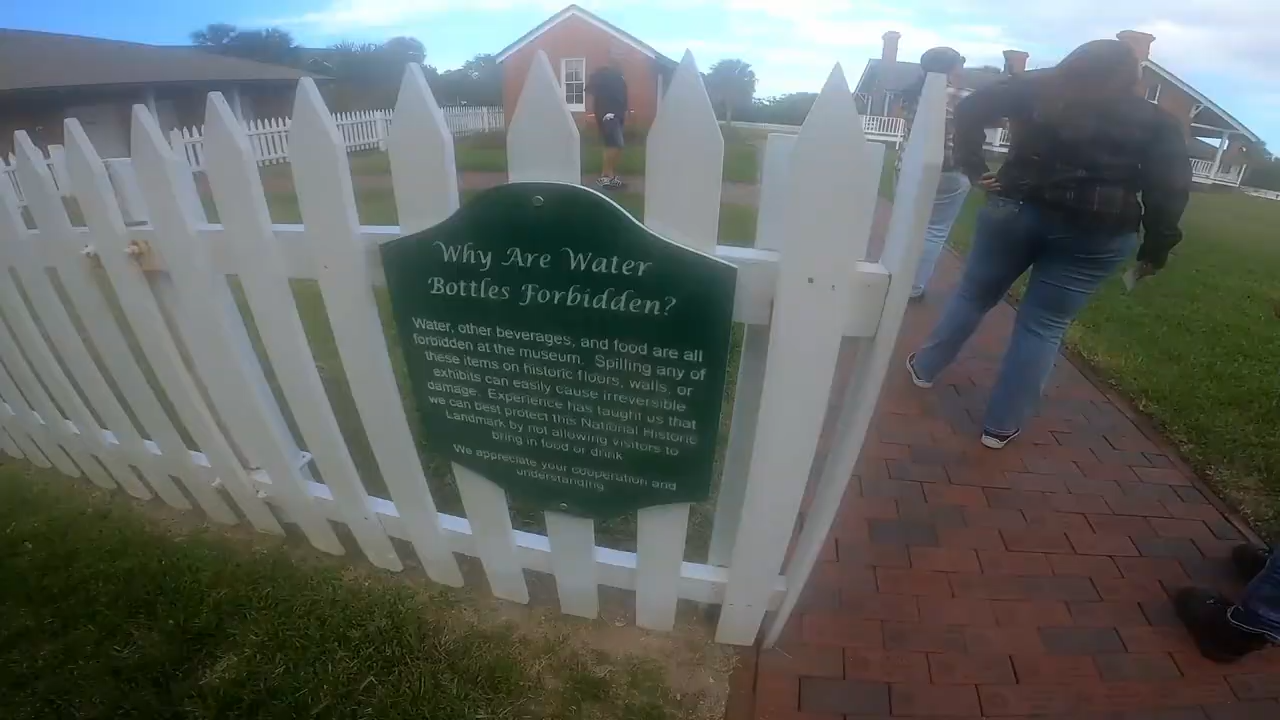 Why Are Water
Bottles Forbidden?
Water, other beverages, and food are all
forbidden at the museum. Spilling any of
these items on historic floors, walls, or
exhibits can easily cause irreversible
damage. Experience has taught us that
we can best protect this National Historic
Landmark by not allowing visitors to
bring in food or drink
We appreciate your cooperation and
understanding.